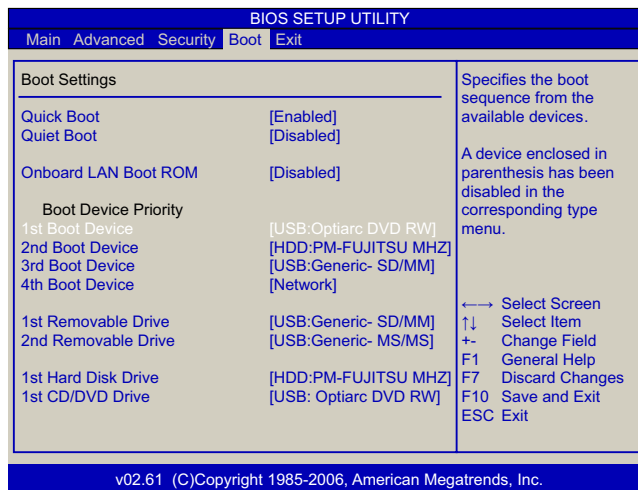 BIOS SETUP UTILITY
Main Advanced Security Boot Exit
Boot Settings
Quick Boot [Enabled]
Quiet Boot [Disabled]
Onboard LAN Boot ROM [Disabled]
Boot Device Priority
1st Boot Device [USB:Optiarc DVD RW]
2nd Boot Device [HDD:PM-FUJITSU MHZ]
3rd Boot Device [USB:Generic- SD/MM]
4th Boot Device [Network]
1st Removable Drive [USB:Generic- SD/MM]
2nd Removable Drive [USB:Generic- MS/MS]
1st Hard Disk Drive [HDD:PM-FUJITSU MHZ]
1st CD/DVD Drive [USB: Optiarc DVD RW]
Specifies the boot
sequence from the
available devices.
A device enclosed in
parenthesis has been
disabled in the
corresponding type
menu.
←→ Select Screen
↑↓ Select Item
+- Change Field
F1 General Help
F7 Discard Changes
F10 Save and Exit
ESC Exit
v02.61 (C)Copyright 1985-2006, American Megatrends, Inc.